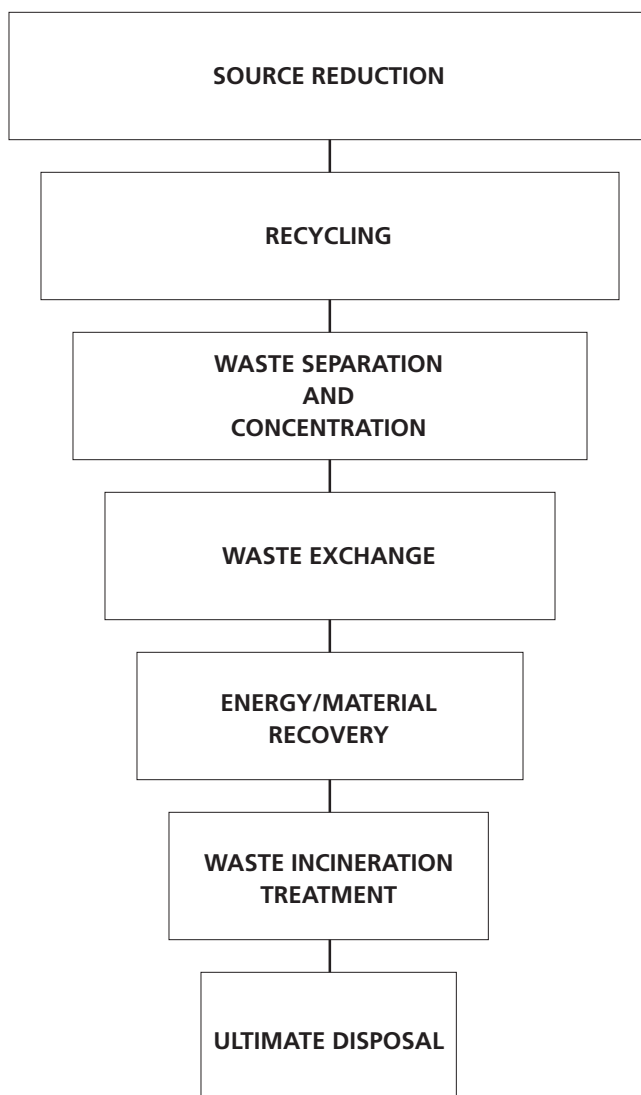 SOURCE REDUCTION
RECYCLING
WASTE SEPARATION
AND
CONCENTRATION
WASTE EXCHANGE
ENERGY/MATERIAL
RECOVERY
WASTE INCINERATION
TREATMENT
ULTIMATE DISPOSAL